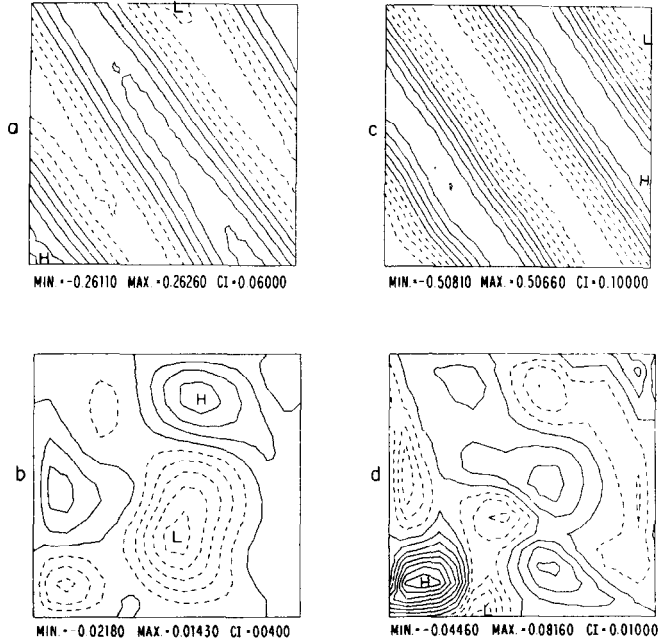 L
a
H
MIN.=-0.26110 MAX.=0.26260 CI=0.06000
L
c
H
MIN.=-0.50810 MAX.=0.50660 CI=0.10000
H
b
L
MIN.=-0.02180 MAX.=0.01430 CI=00400
d
H
L
MIN.=-0.04460 MAX.=0.08160 CI=0.01000